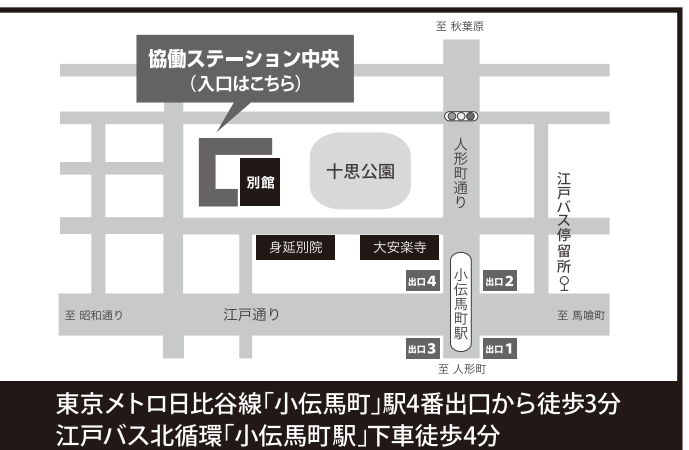 至 秋葉原
協働ステーション中央
（入口はこちら）
人形町通り
別館
十思公園
江戸バス停留所
身延別院
大安楽寺
出口4
小伝馬町駅
出口2
至 昭和通り
江戸通り
至 馬喰町
出口3
出口1
至 人形町
東京メトロ日比谷線「小伝馬町」駅4番出口から徒歩3分
江戸バス北循環「小伝馬町駅」下車徒歩4分